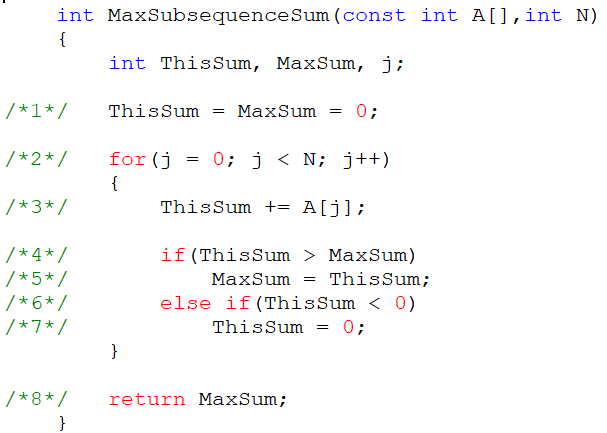 int MaxSubsequenceSum(const int A[],int N)
{
int ThisSum, MaxSum, j;
/*1*/ ThisSum = MaxSum = 0;
/*2*/ for(j = 0; j < N; j++)
{
/*3*/ ThisSum += A[j];
/*4*/ if(ThisSum > MaxSum)
/*5*/ MaxSum = ThisSum;
/*6*/ else if(ThisSum < 0)
/*7*/ ThisSum = 0;
}
/*8*/ return MaxSum;
}